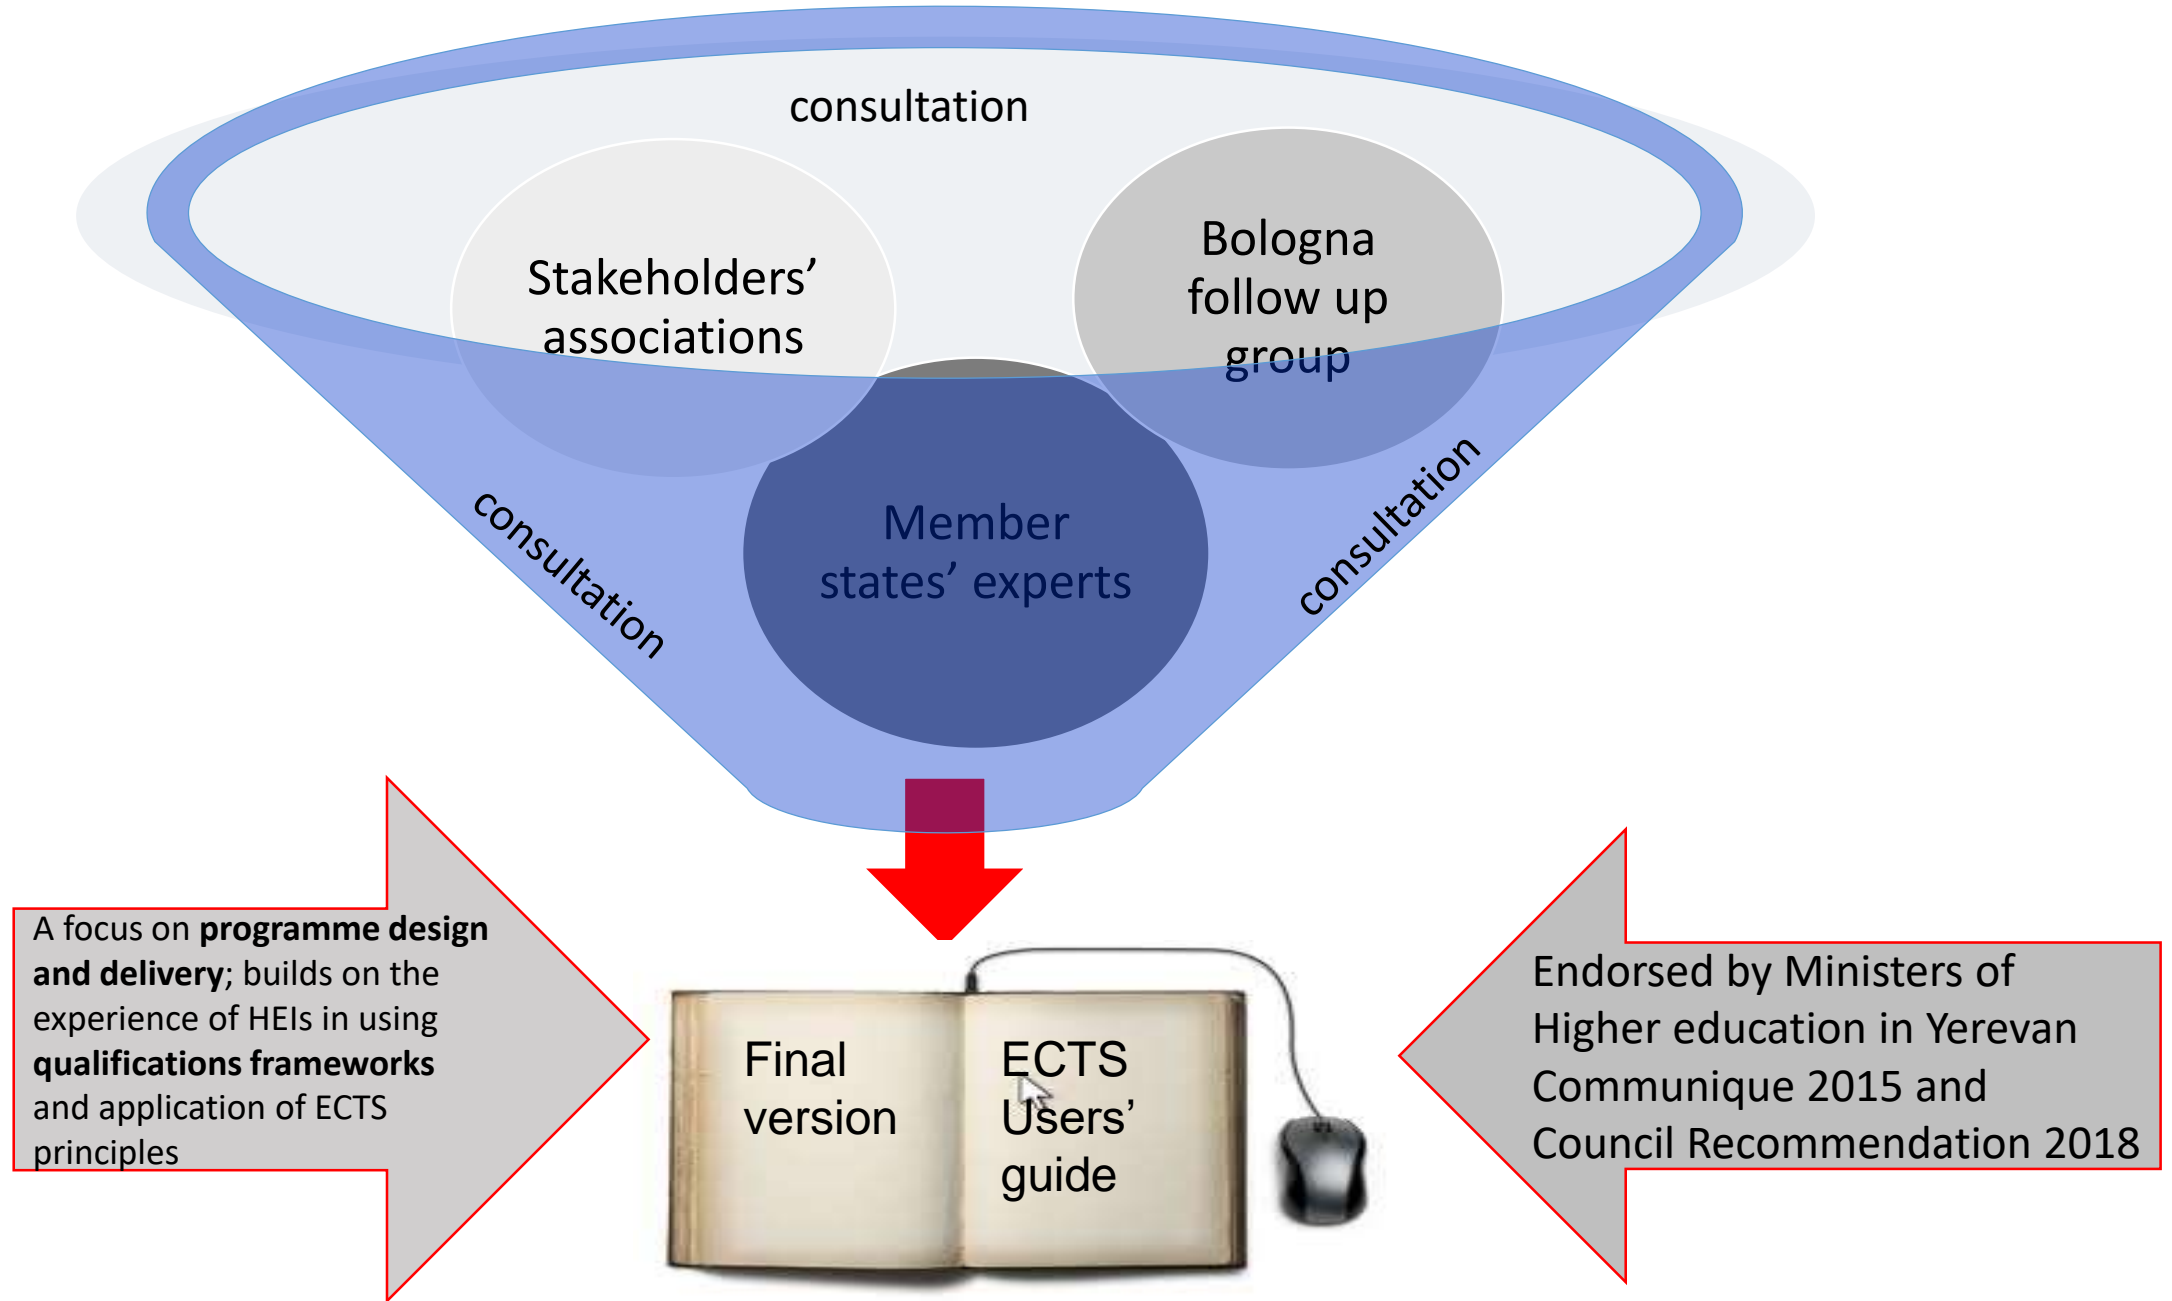 consultation
Stakeholders’
associations
Bologna
follow up
group
Member
states’ experts
consultation
consultation
A focus on programme design
and delivery; builds on the
experience of HEIs in using
qualifications frameworks
and application of ECTS
principles
Final
version
ECTS
Users’
guide
Endorsed by Ministers of
Higher education in Yerevan
Communique 2015 and
Council Recommendation 2018